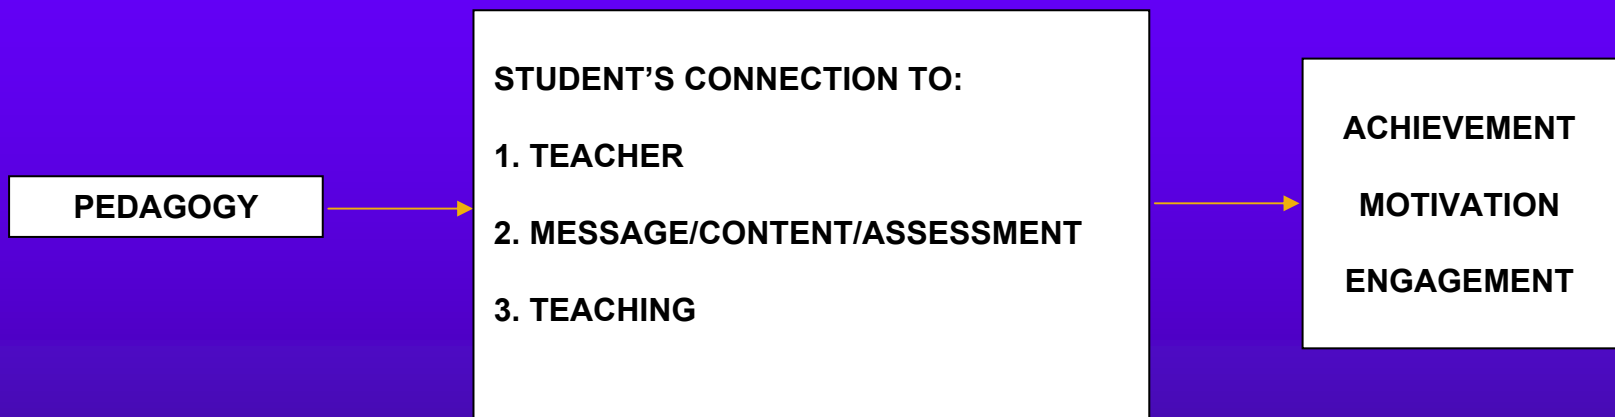 PEDAGOGY
STUDENT’S CONNECTION TO:
1. TEACHER
2. MESSAGE/CONTENT/ASSESSMENT
3. TEACHING
ACHIEVEMENT
MOTIVATION
ENGAGEMENT